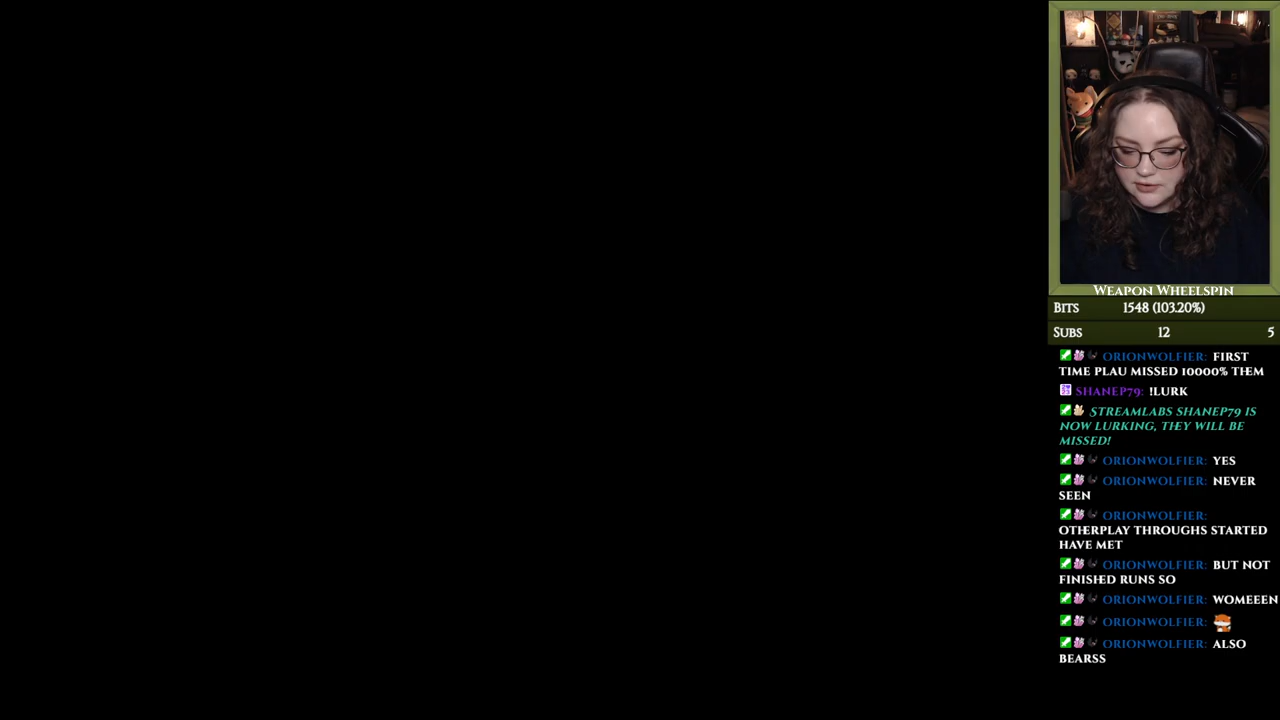 Weapon Wheelspin
Bits 1548 (103.20%)
Subs 12 5
ORIONWOLFIER: FIRST
TIME PLAU MISSED 10000% THEM
SHANEP79: !LURK
STREAMLABS SHANEP79 IS
NOW LURKING, THEY WILL BE
MISSED!
ORIONWOLFIER: YES
ORIONWOLFIER: NEVER
SEEN
ORIONWOLFIER:
OTHERPLAY THROUGHS STARTED
HAVE MET
ORIONWOLFIER: BUT NOT
FINISHED RUNS SO
ORIONWOLFIER: WOMEEEN
ORIONWOLFIER:
ORIONWOLFIER: ALSO
BEARSS